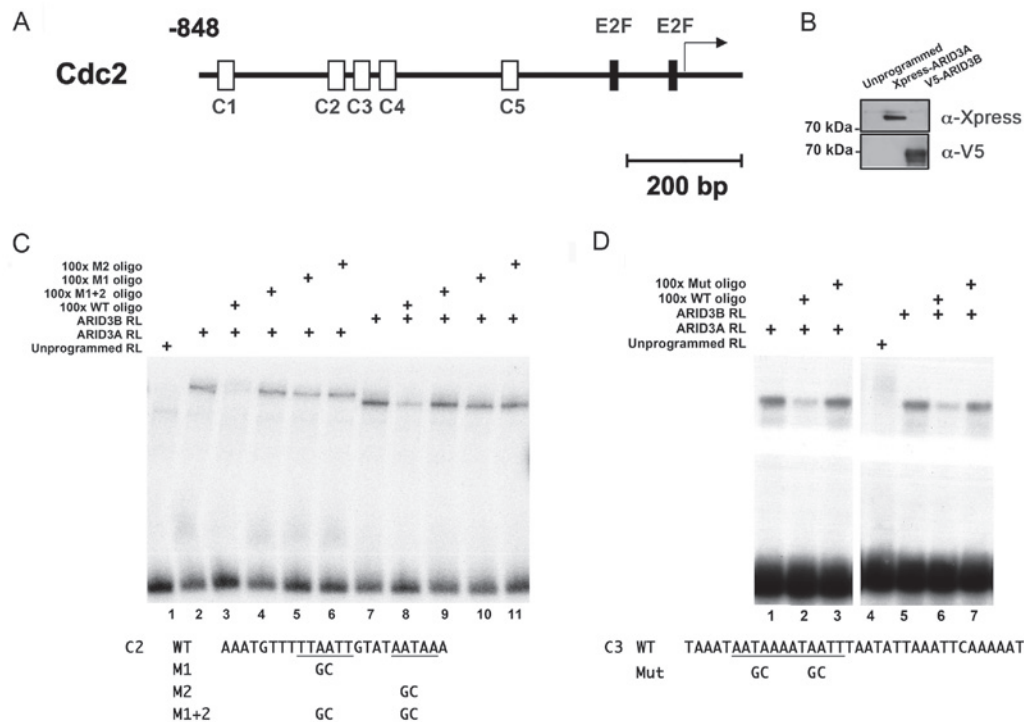 A
-848
E2F E2F
Cdc2
C1 C2 C3 C4 C5
200 bp
B
Unprogrammed
Xpress-ARID3A
V5-ARID3B
70 kDa
α-Xpress
70 kDa
α-V5
C
100x M2 oligo + +
100x M1 oligo + +
100x M1+2 oligo + +
100x WT oligo + +
ARID3B RL + + + + +
ARID3A RL + + + + +
Unprogrammed RL +
1 2 3 4 5 6 7 8 9 10 11
C2 WT AAATGTTTTTTAATTGTATAATAAA
M1 GC
M2 GC
M1+2 GC GC
D
100x Mut oligo + +
100x WT oligo + +
ARID3B RL + + +
ARID3A RL + + +
Unprogrammed RL +
1 2 3 4 5 6 7
C3 WT TAAATAATAAAATAATTTAATATTAAATTCAAAAAT
Mut GC GC